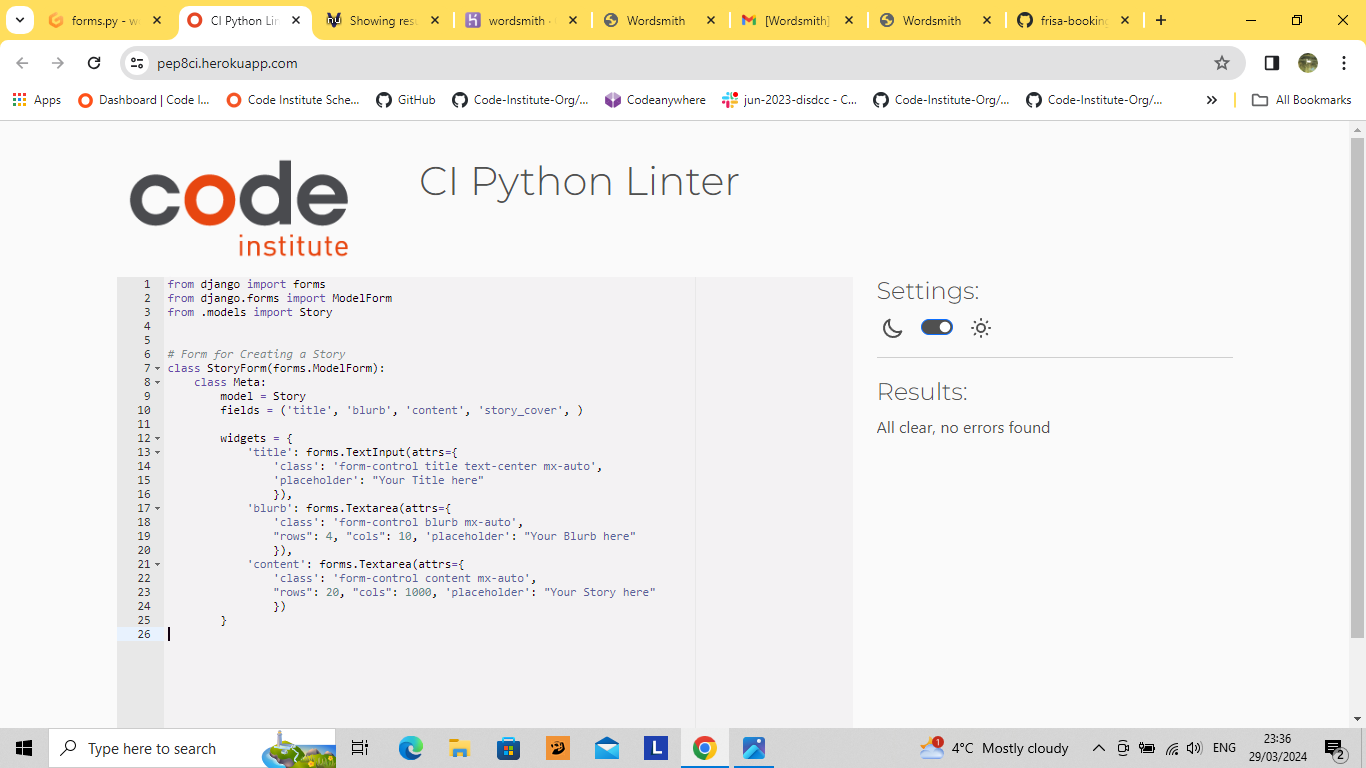 forms.py - w
CI Python Lin
Showing resu
wordsmith ·
Wordsmith
[Wordsmith]
Wordsmith
frisa-booking
pep8ci.herokuapp.com
Apps
Dashboard | Code I...
Code Institute Sche...
GitHub
Code-Institute-Org/...
Codeanywhere
jun-2023-disdcc - C...
Code-Institute-Org/...
Code-Institute-Org/...
All Bookmarks
code
institute
CI Python Linter
1 from django import forms
2 from django.forms import ModelForm
3 from .models import Story
4
5
6 # Form for Creating a Story
7 class StoryForm(forms.ModelForm):
8     class Meta:
9         model = Story
10         fields = ('title', 'blurb', 'content', 'story_cover', )
11
12         widgets = {
13             'title': forms.TextInput(attrs={
14                 'class': 'form-control title text-center mx-auto',
15                 'placeholder': "Your Title here"
16                 }),
17             'blurb': forms.Textarea(attrs={
18                 'class': 'form-control blurb mx-auto',
19                 "rows": 4, "cols": 10, 'placeholder': "Your Blurb here"
20                 }),
21             'content': forms.Textarea(attrs={
22                 'class': 'form-control content mx-auto',
23                 "rows": 20, "cols": 1000, 'placeholder': "Your Story here"
24                 })
25         }
26
Settings:
Results:
All clear, no errors found
Type here to search
L
1
4°C Mostly cloudy
ENG
23:36
29/03/2024
2